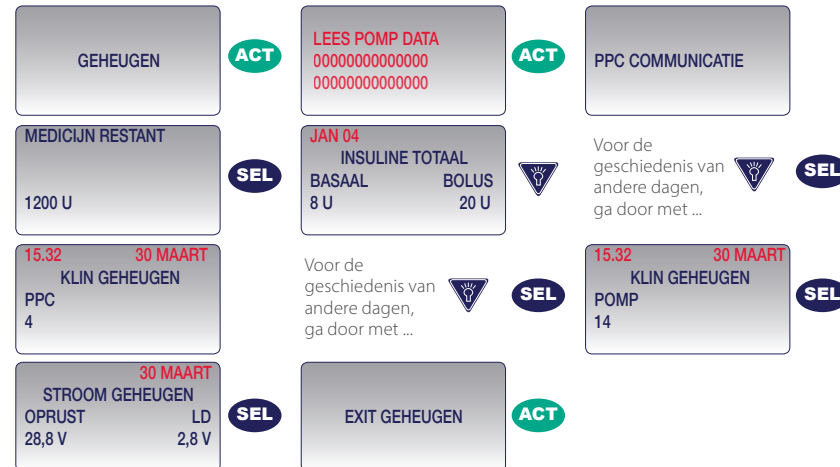 GEHEUGEN
ACT
LEES POMP DATA
00000000000000
00000000000000
ACT
PPC COMMUNICATIE
MEDICIJN RESTANT
1200 U
SEL
JAN 04
INSULINE TOTAAL
BASAAL BOLUS
8 U 20 U
Voor de
geschiedenis van
andere dagen,
ga door met ...
SEL
15.32 30 MAART
KLIN GEHEUGEN
PPC
4
Voor de
geschiedenis van
andere dagen,
ga door met ...
SEL
15.32 30 MAART
KLIN GEHEUGEN
POMP
14
SEL
30 MAART
STROOM GEHEUGEN
OPRUST LD
28,8 V 2,8 V
SEL
EXIT GEHEUGEN
ACT